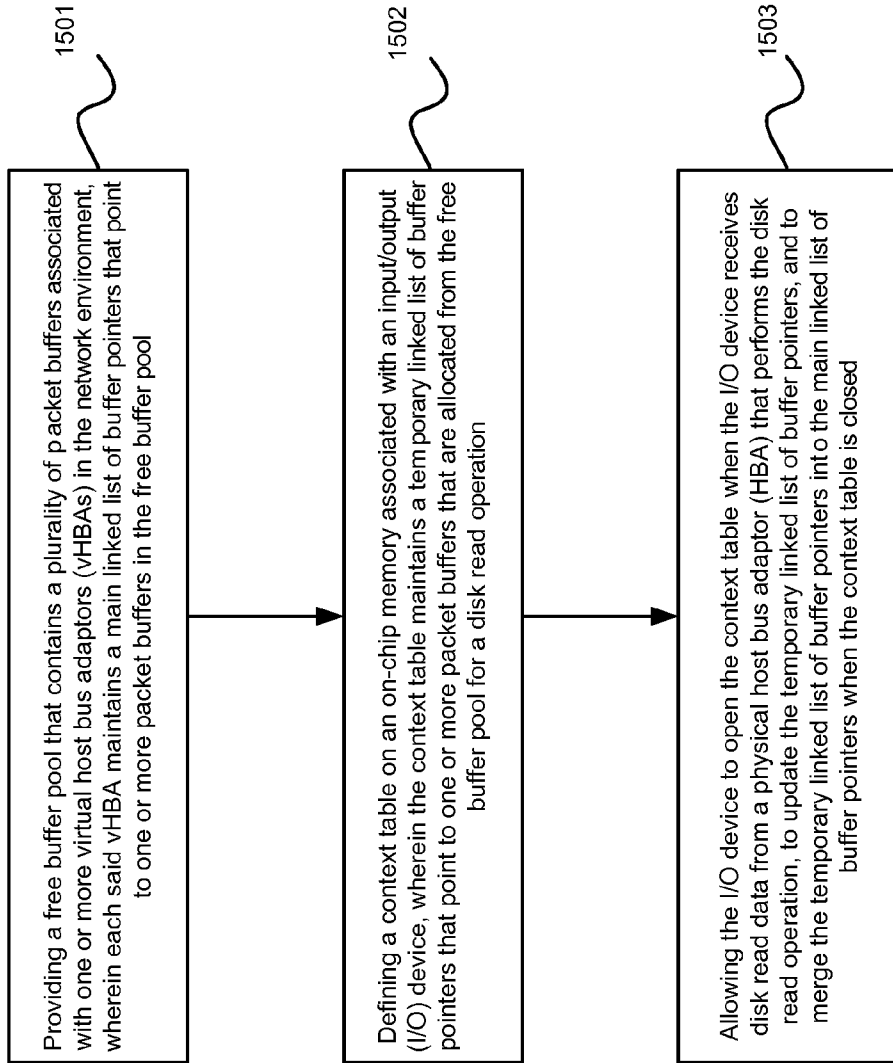 Providing a free buffer pool that contains a plurality of packet buffers associated
with one or more virtual host bus adaptors (vHBAs) in the network environment,
wherein each said vHBA maintains a main linked list of buffer pointers that point
to one or more packet buffers in the free buffer pool
1501
Defining a context table on an on-chip memory associated with an input/output
(I/O) device, wherein the context table maintains a temporary linked list of buffer
pointers that point to one or more packet buffers that are allocated from the free
buffer pool for a disk read operation
1502
Allowing the I/O device to open the context table when the I/O device receives
disk read data from a physical host bus adaptor (HBA) that performs the disk
read operation, to update the temporary linked list of buffer pointers, and to
merge the temporary linked list of buffer pointers into the main linked list of
buffer pointers when the context table is closed
1503